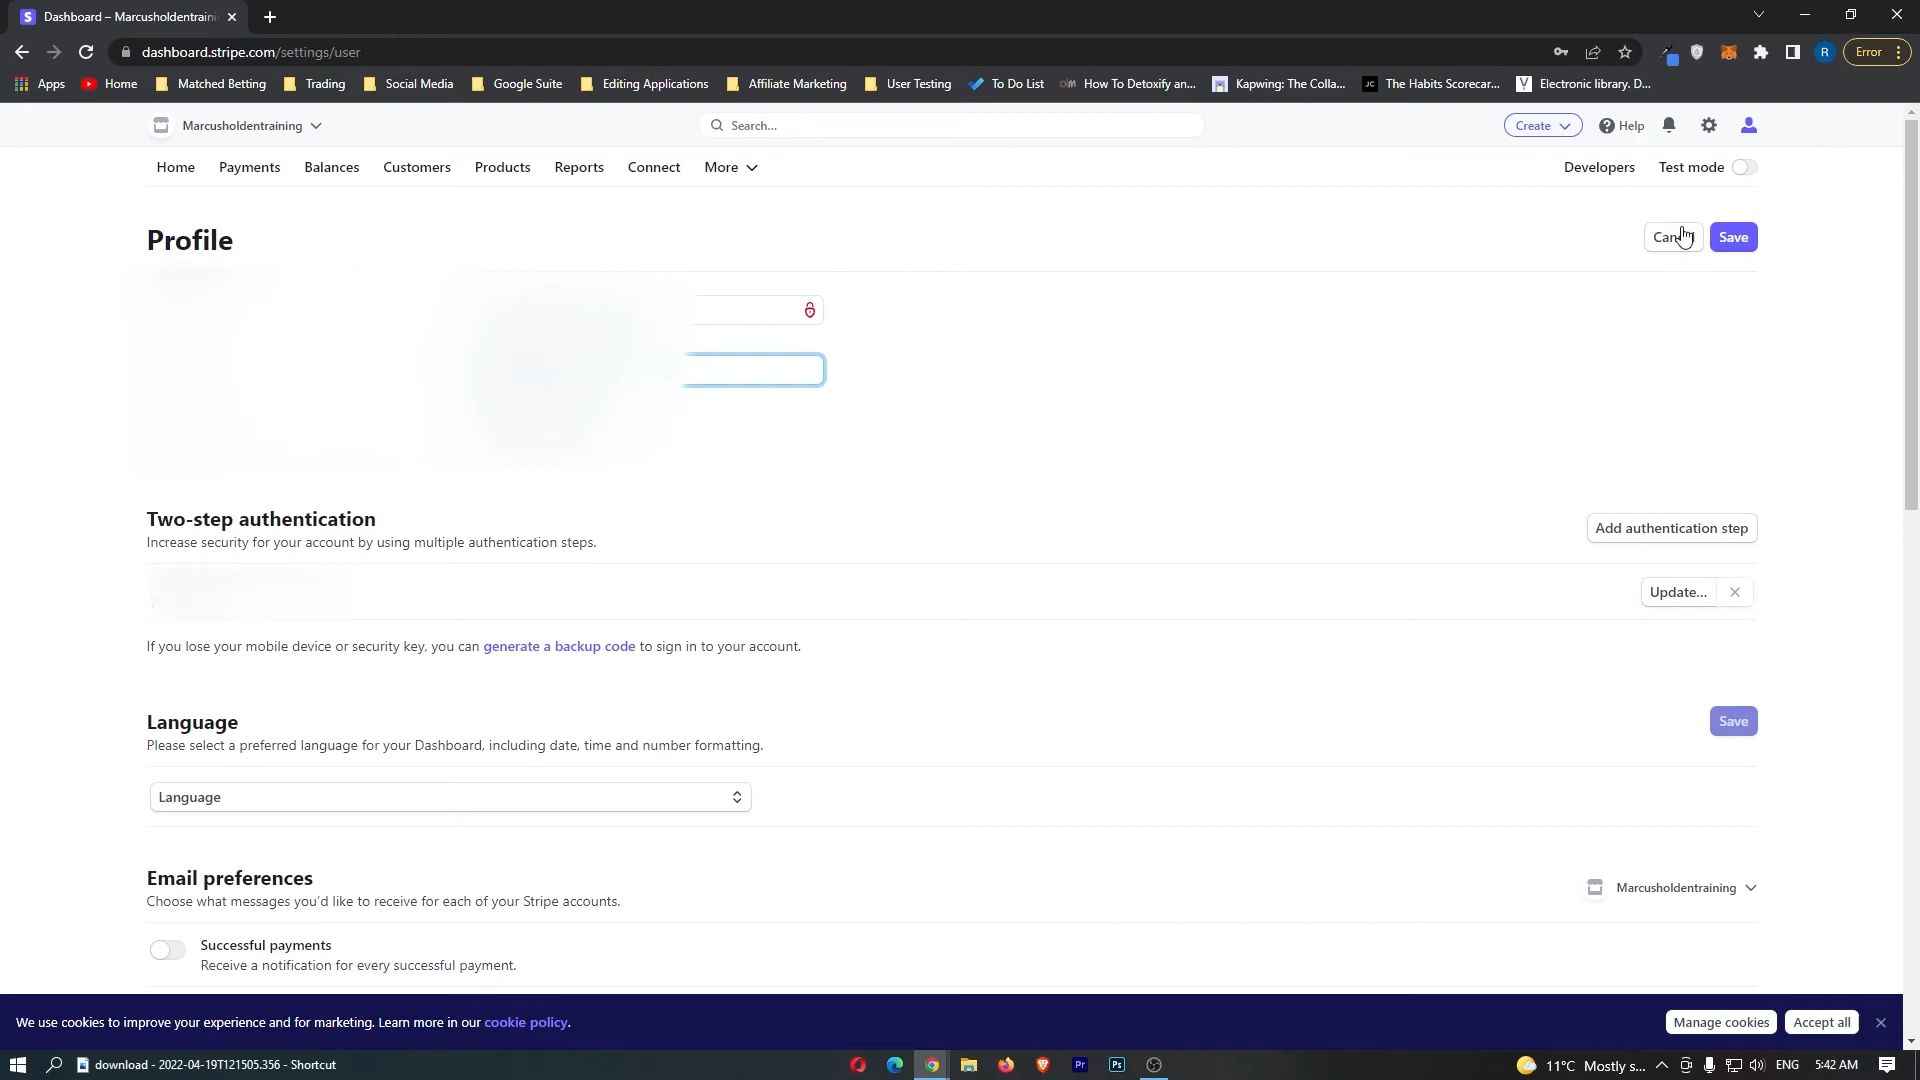 Dashboard – Marcusholdentraini
dashboard.stripe.com/settings/user
Error
Apps
Home
Matched Betting
Trading
Social Media
Google Suite
Editing Applications
Affiliate Marketing
User Testing
To Do List
How To Detoxify an...
Kapwing: The Colla...
The Habits Scorecar...
Electronic library. D...
Marcusholdentraining
Search...
Create
Help
Home
Payments
Balances
Customers
Products
Reports
Connect
More
Developers
Test mode
Profile
Save
Two-step authentication
Increase security for your account by using multiple authentication steps.
Add authentication step
Update...
If you lose your mobile device or security key, you can generate a backup code to sign in to your account.
Language
Please select a preferred language for your Dashboard, including date, time and number formatting.
Save
Language
Email preferences
Choose what messages you'd like to receive for each of your Stripe accounts.
Marcusholdentraining
Successful payments
Receive a notification for every successful payment.
We use cookies to improve your experience and for marketing. Learn more in our cookie policy.
Manage cookies
Accept all
download - 2022-04-19T121505.356 - Shortcut
11°C Mostly s...
ENG
5:42 AM